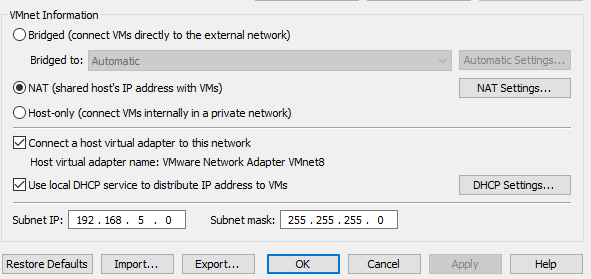 VMnet Information
Bridged (connect VMs directly to the external network)
Bridged to: Automatic Automatic Settings...
NAT (shared host's IP address with VMs) NAT Settings...
Host-only (connect VMs internally in a private network)
Connect a host virtual adapter to this network
Host virtual adapter name: VMware Network Adapter VMnet8
Use local DHCP service to distribute IP address to VMs DHCP Settings...
Subnet IP: 192 . 168 . 5 . 0 Subnet mask: 255 . 255 . 255 . 0
Restore Defaults Import... Export... OK Cancel Apply Help